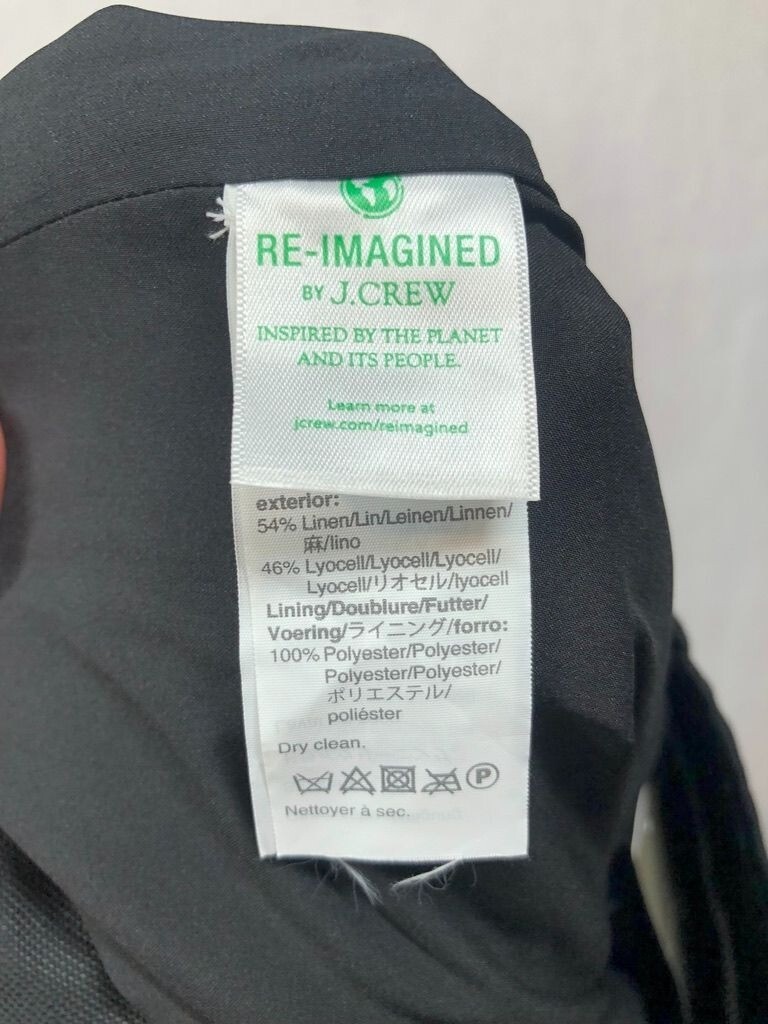 RE-IMAGINED
BY J.CREW
INSPIRED BY THE PLANET
AND ITS PEOPLE.
Learn more at
jcrew.com/reimagined
exterior:
54% Linen/Lin/Leinen/Linnen/
麻/lino
46% Lyocell/Lyocell/Lyocell/
Lyocell/リオセル/lyocell
Lining/Doublure/Futter/
Voering/ライニング/forro:
100% Polyester/Polyester/
Polyester/Polyester/
ポリエステル/
poliéster
Dry clean.
P
Nettoyer à sec.